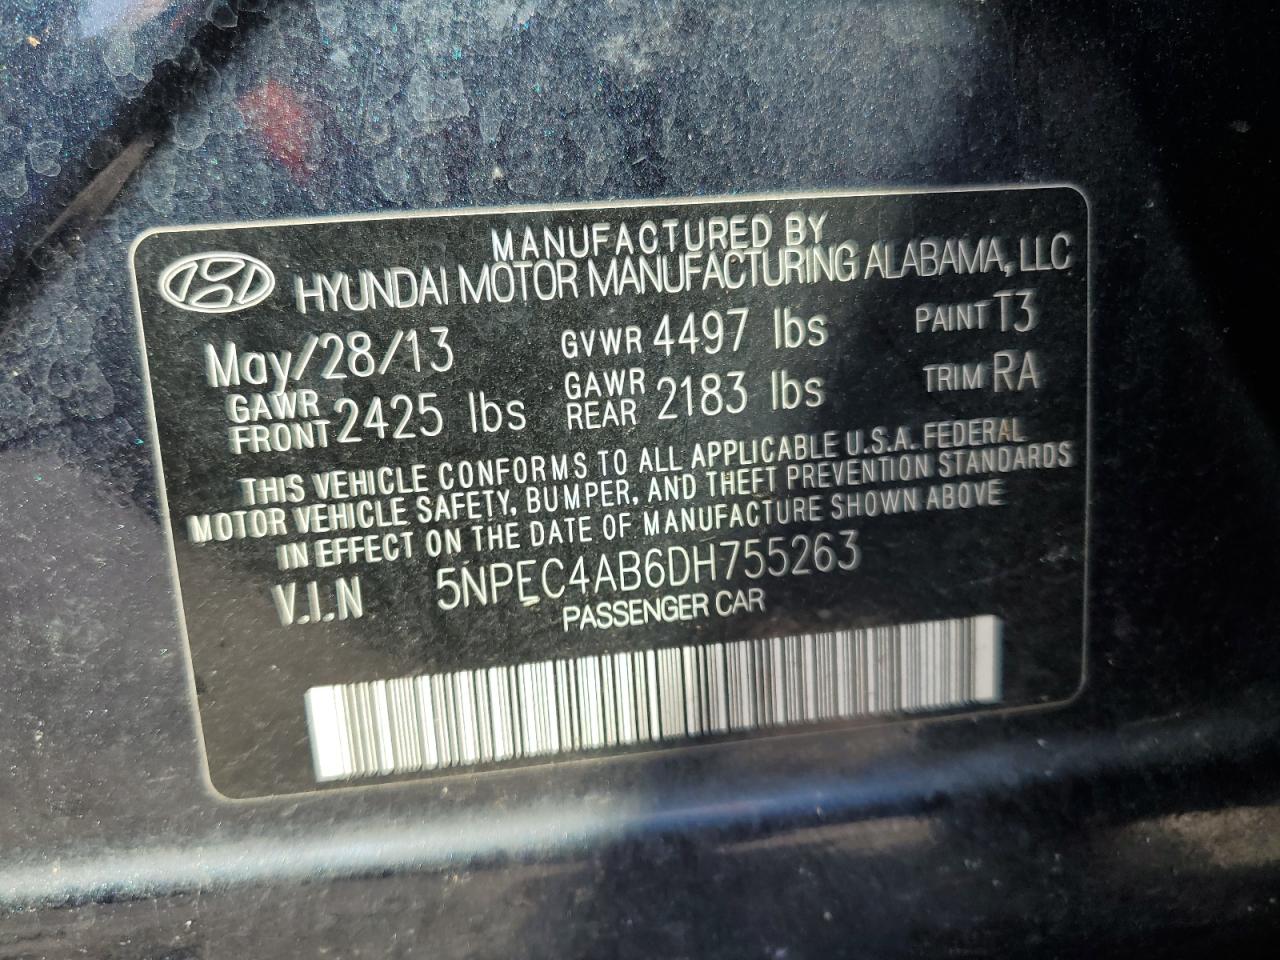 MANUFACTURED BY
HYUNDAI MOTOR MANUFACTURING ALABAMA, LLC
May/28/13 GVWR 4497 lbs PAINT T3
GAWR FRONT 2425 lbs GAWR REAR 2183 lbs TRIM RA
THIS VEHICLE CONFORMS TO ALL APPLICABLE U.S.A. FEDERAL
MOTOR VEHICLE SAFETY, BUMPER, AND THEFT PREVENTION STANDARDS
IN EFFECT ON THE DATE OF MANUFACTURE SHOWN ABOVE
V.I.N 5NPEC4AB6DH755263
PASSENGER CAR